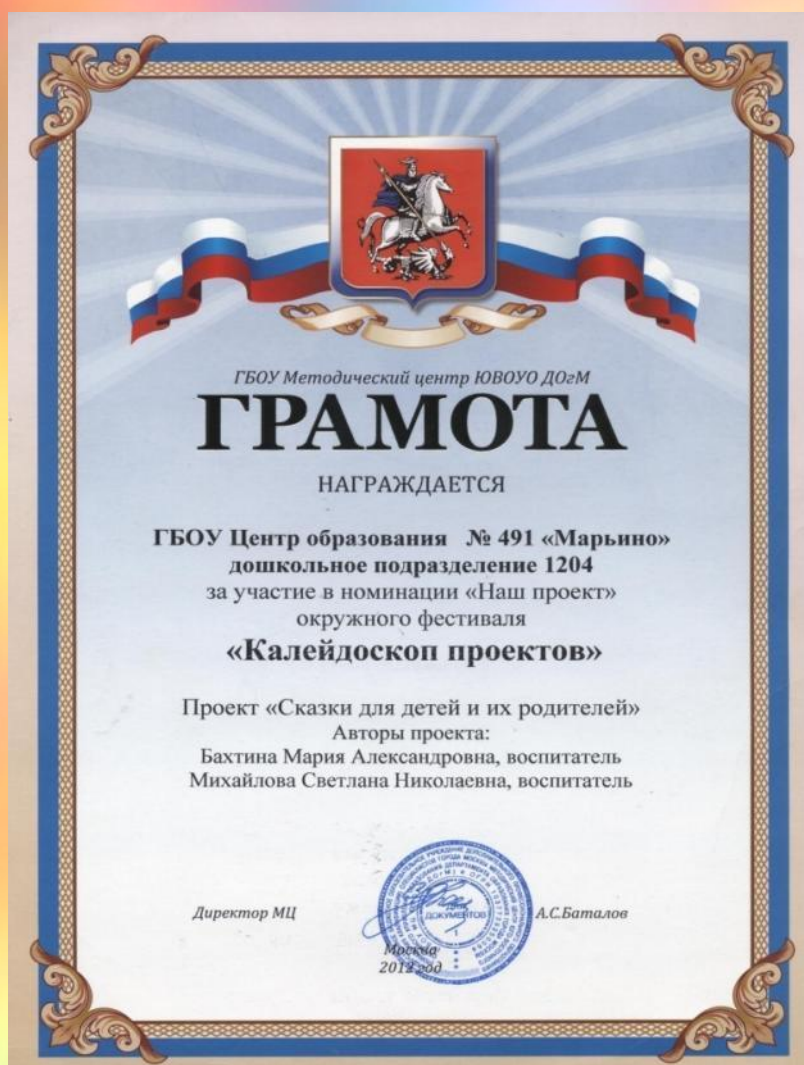 ГБОУ Методический центр ЮВОУО ДОгМ
ГРАМОТА
НАГРАЖДАЕТСЯ
ГБОУ Центр образования № 491 «Марьино»
дошкольное подразделение 1204
за участие в номинации «Наш проект»
окружного фестиваля
«Калейдоскоп проектов»
Проект «Сказки для детей и их родителей»
Авторы проекта:
Бахтина Мария Александровна, воспитатель
Михайлова Светлана Николаевна, воспитатель
Директор МЦ
ДОКУМЕНТОВ
А.С.Баталов
Москва
2012 год